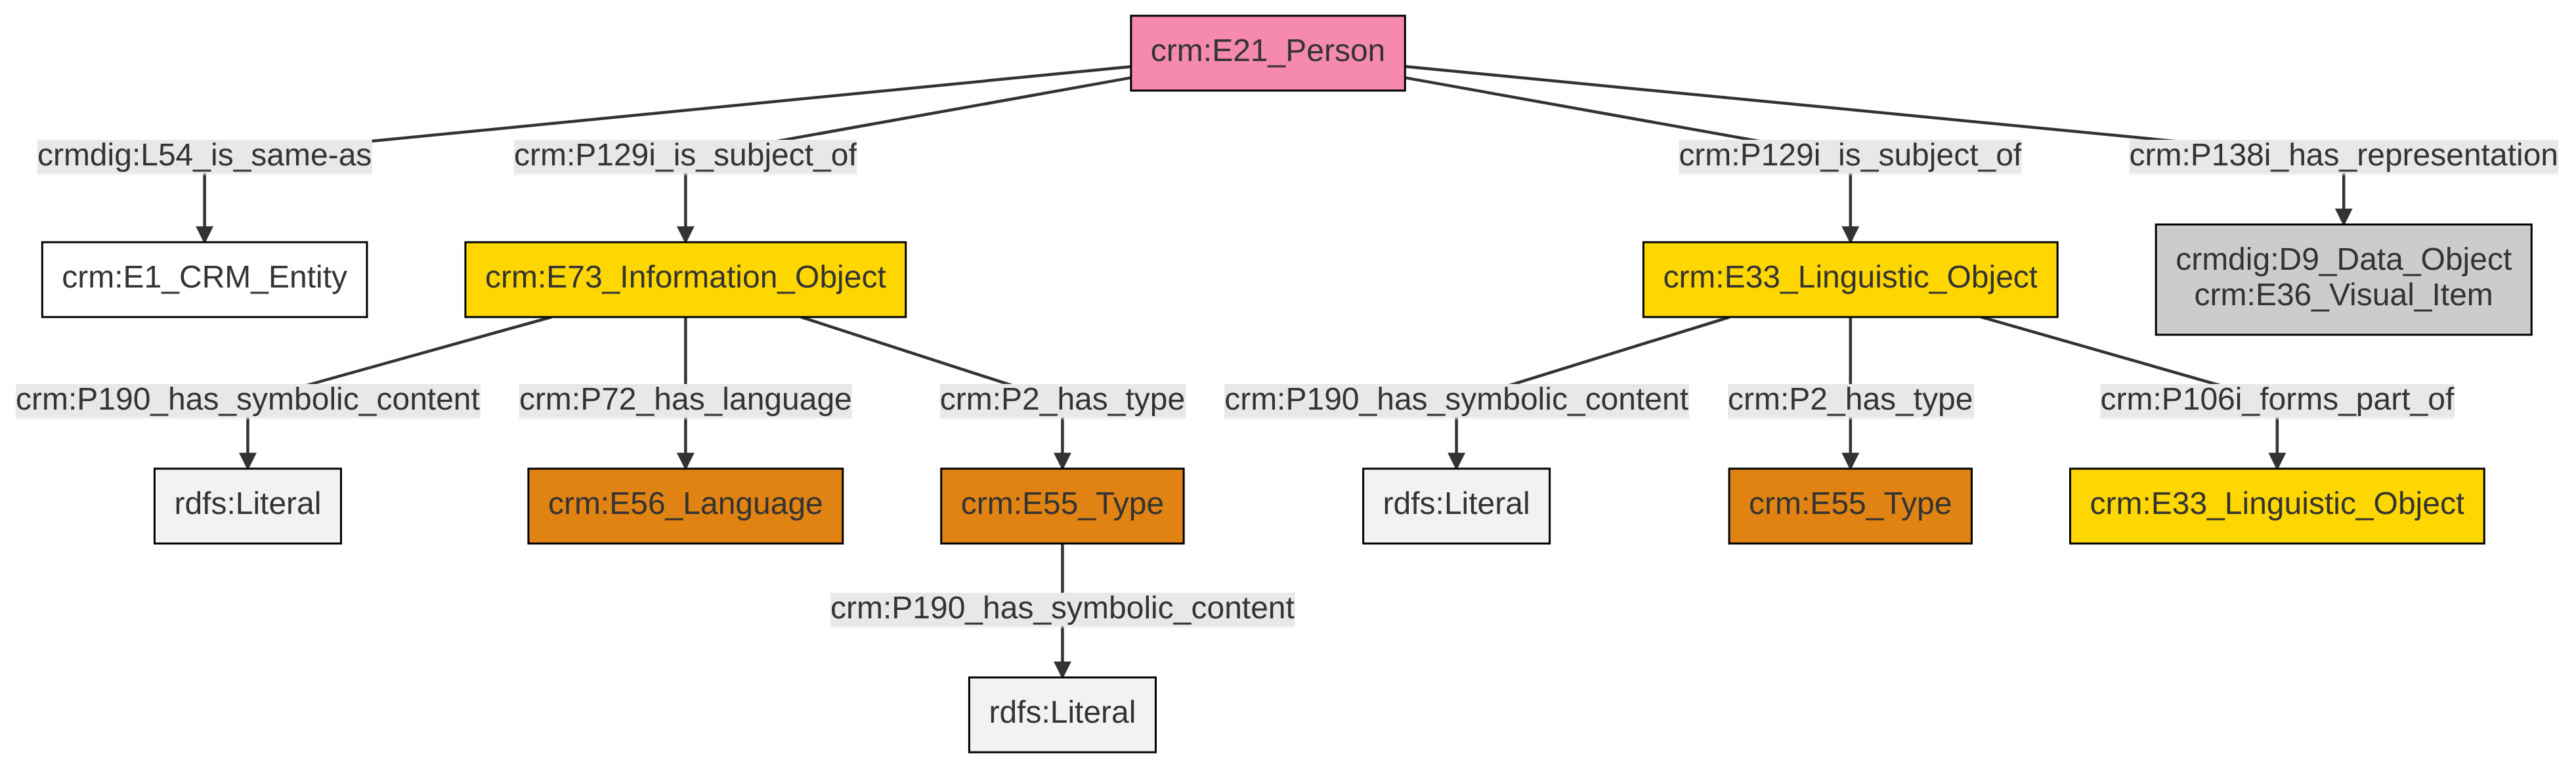 crm:E21_Person
crmdig:L54_is_same-as
crm:P129i_is_subject_of
crm:P129i_is_subject_of
crm:P138i_has_representation
crm:E1_CRM_Entity
crm:E73_Information_Object
crm:E33_Linguistic_Object
crmdig:D9_Data_Object
crm:E36_Visual_Item
crm:P190_has_symbolic_content
crm:P72_has_language
crm:P2_has_type
crm:P190_has_symbolic_content
crm:P2_has_type
crm:P106i_forms_part_of
rdfs:Literal
crm:E56_Language
crm:E55_Type
rdfs:Literal
crm:E55_Type
crm:E33_Linguistic_Object
crm:P190_has_symbolic_content
rdfs:Literal